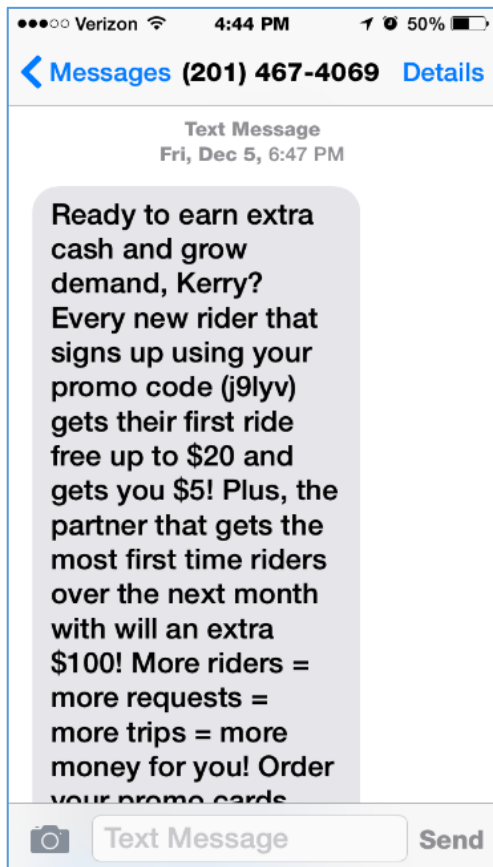 Verizon 4:44 PM 50%
Messages (201) 467-4069 Details
Text Message
Fri, Dec 5, 6:47 PM
Ready to earn extra
cash and grow
demand, Kerry?
Every new rider that
signs up using your
promo code (j9lyv)
gets their first ride
free up to $20 and
gets you $5! Plus, the
partner that gets the
most first time riders
over the next month
with will an extra
$100! More riders =
more requests =
more trips = more
money for you! Order
your promo cards
Text Message Send